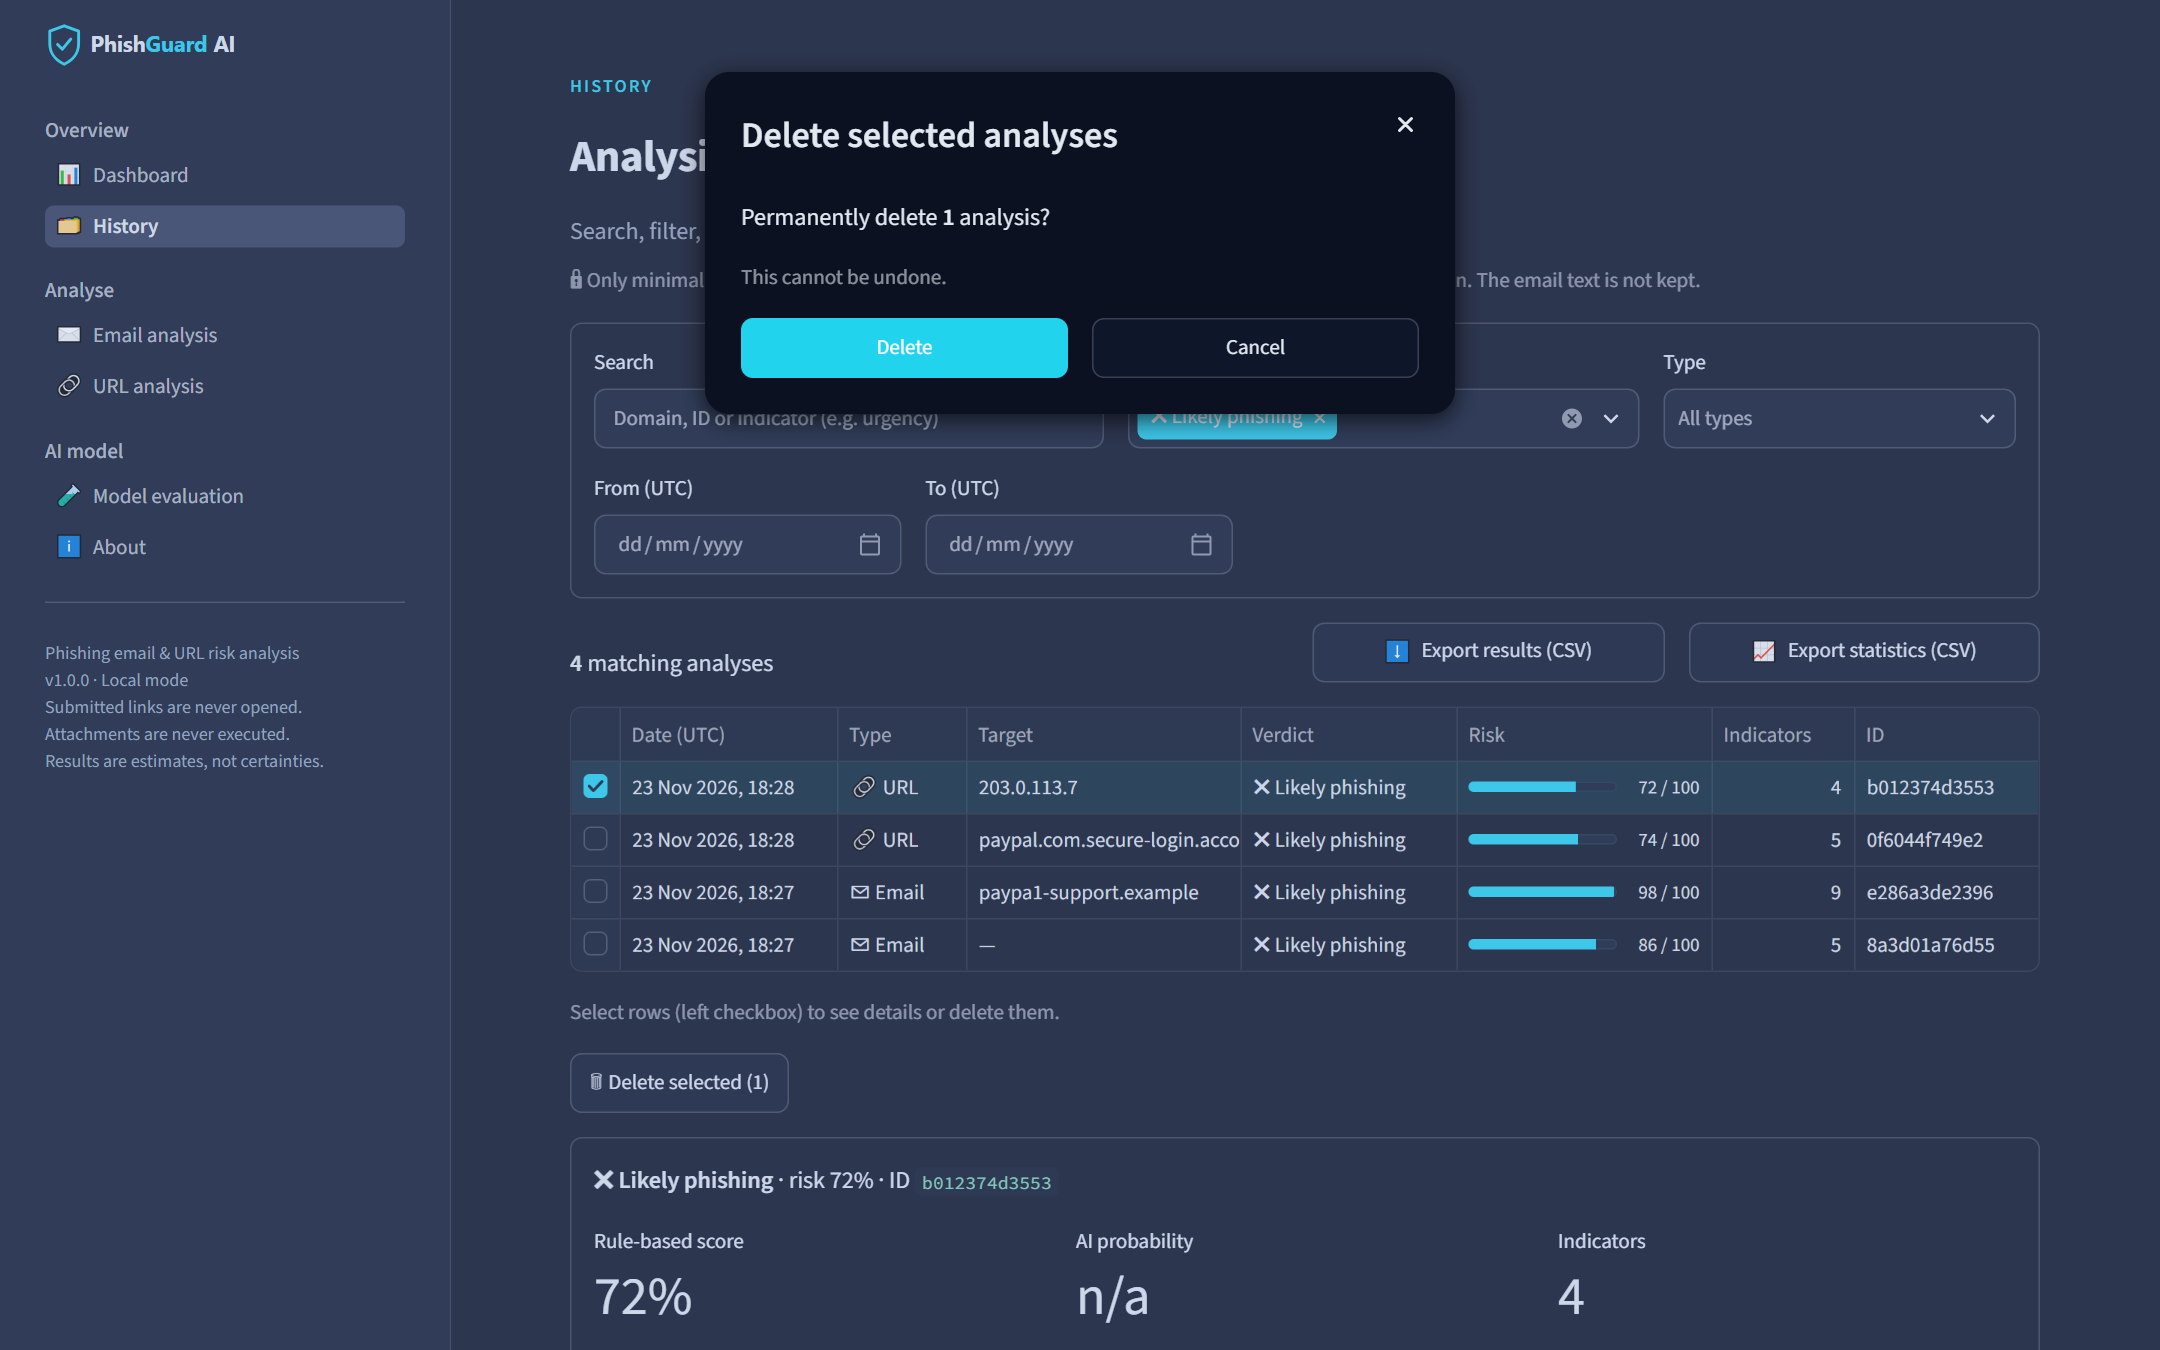 PhishGuard AI
Overview
Dashboard
History
Analyse
Email analysis
URL analysis
AI model
Model evaluation
About
Phishing email & URL risk analysis
v1.0.0 · Local mode
Submitted links are never opened.
Attachments are never executed.
Results are estimates, not certainties.
HISTORY
Search, filter,
Only minimal
n. The email text is not kept.
Delete selected analyses
Permanently delete 1 analysis?
This cannot be undone.
Delete
Cancel
Search
Type
Domain, ID or indicator (e.g. urgency)
Likely phishing
All types
From (UTC)
To (UTC)
dd/mm/yyyy
dd/mm/yyyy
4 matching analyses
Export results (CSV)
Export statistics (CSV)
Date (UTC) Type Target Verdict Risk Indicators ID
23 Nov 2026, 18:28 URL 203.0.113.7 Likely phishing 72 / 100 4 b012374d3553
23 Nov 2026, 18:28 URL paypal.com.secure-login.acco Likely phishing 74 / 100 5 0f6044f749e2
23 Nov 2026, 18:27 Email paypa1-support.example Likely phishing 98 / 100 9 e286a3de2396
23 Nov 2026, 18:27 Email — Likely phishing 86 / 100 5 8a3d01a76d55
Select rows (left checkbox) to see details or delete them.
Delete selected (1)
Likely phishing · risk 72% · ID b012374d3553
Rule-based score
AI probability
Indicators
72%
n/a
4